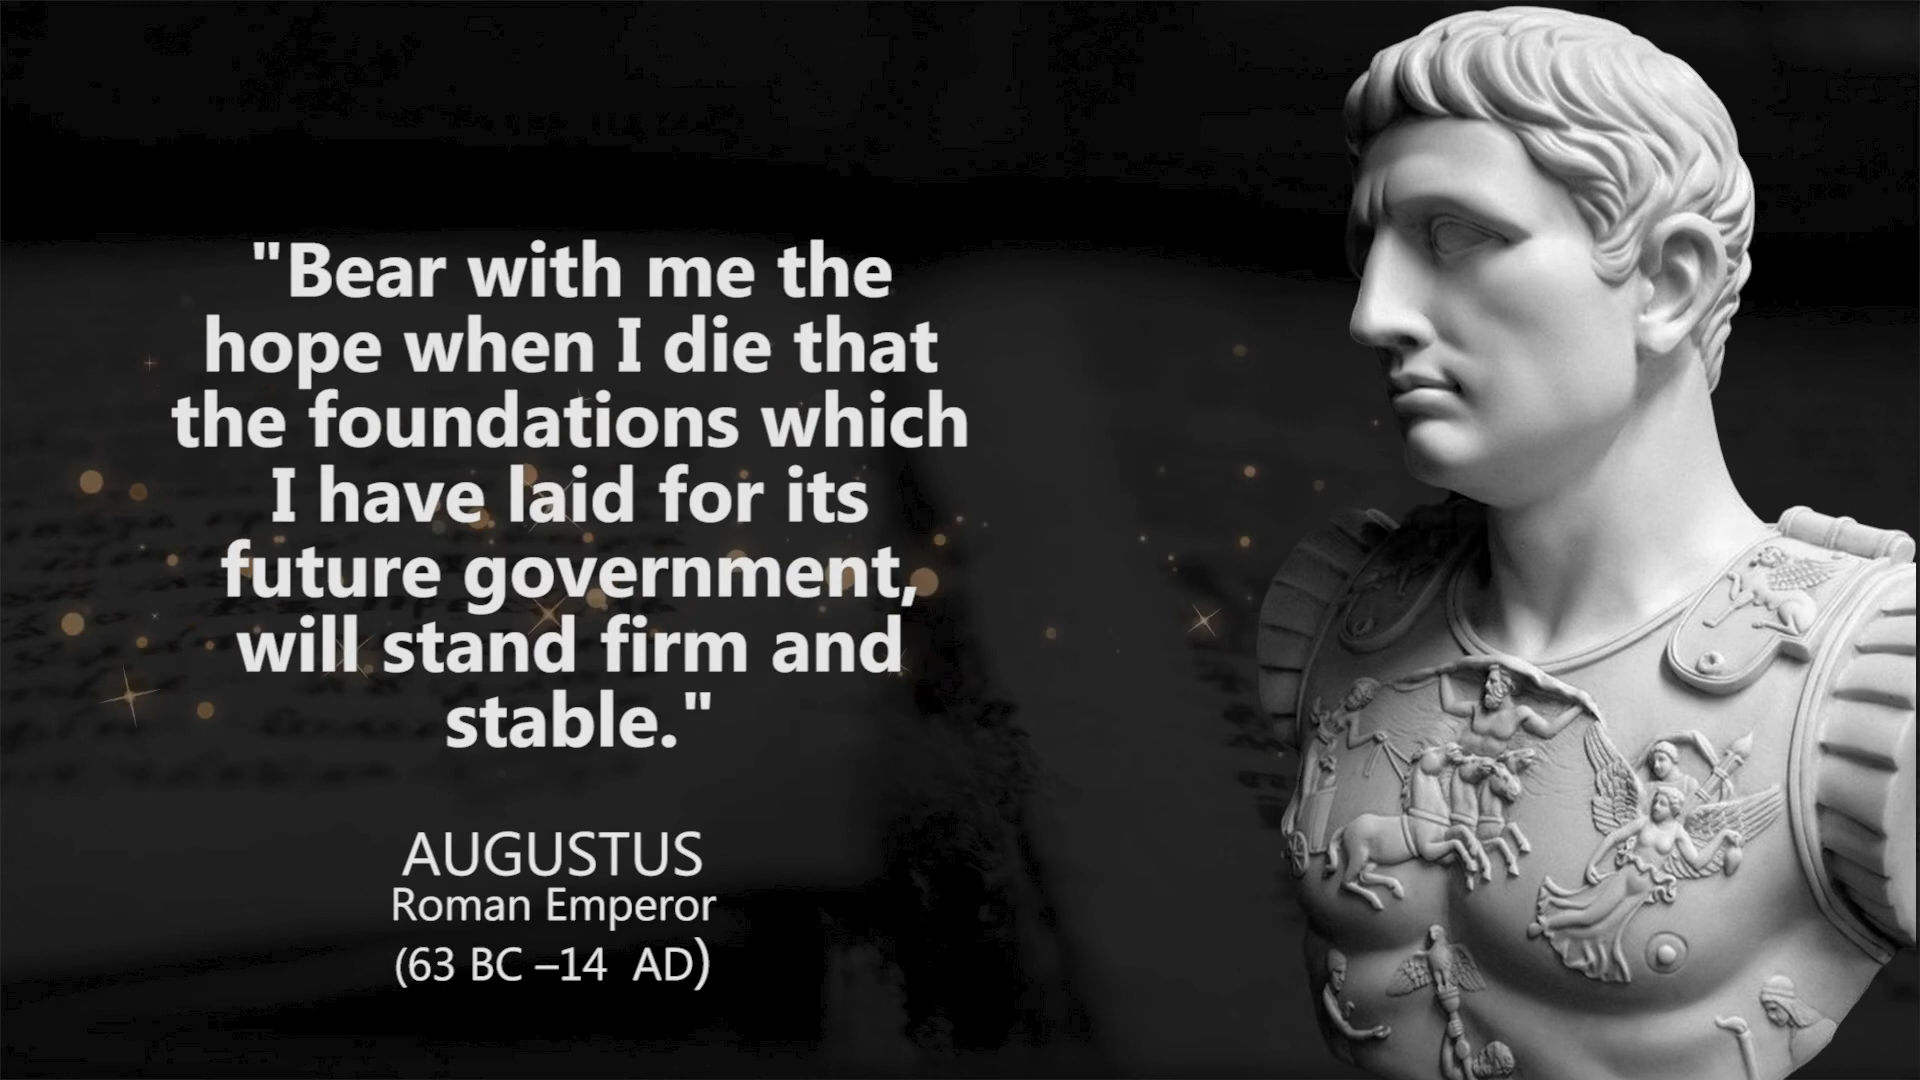 "Bear with me the
hope when I die that
the foundations which
I have laid for its
future government,
will stand firm and
stable."
AUGUSTUS
Roman Emperor
(63 BC –14  AD)